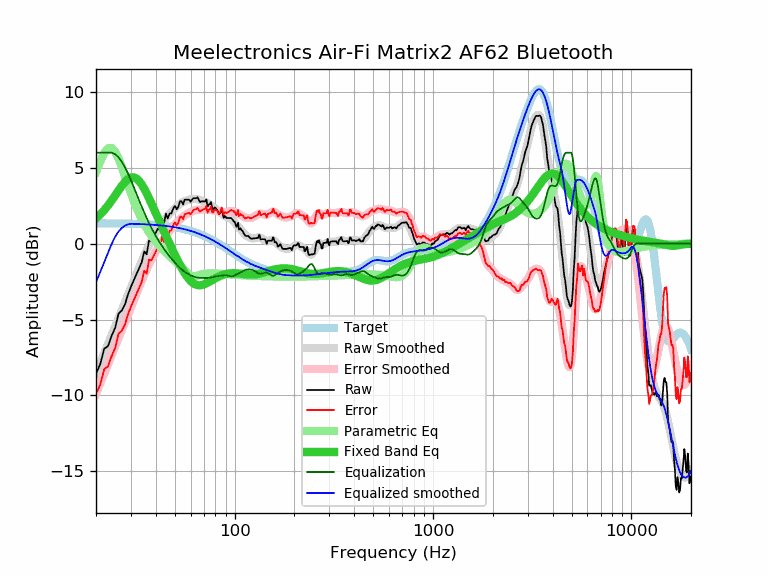 Meelectronics Air-Fi Matrix2 AF62 Bluetooth
10
5
0
−5
−10
−15
Amplitude (dBr)
Target
Raw Smoothed
Error Smoothed
Raw
Error
Parametric Eq
Fixed Band Eq
Equalization
Equalized smoothed
100
1000
10000
Frequency (Hz)